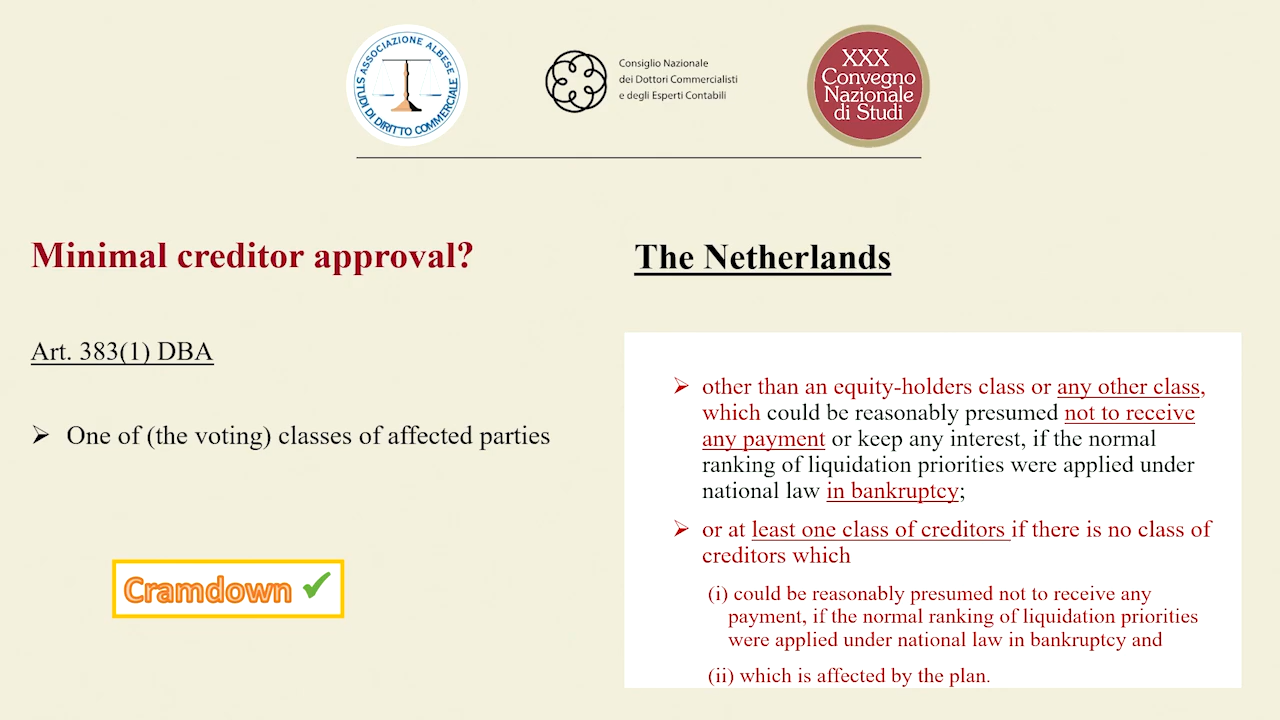 ASSOCIAZIONE ALBESE
STUDI DI DIRITTO COMMERCIALE
Consiglio Nazionale
dei Dottori Commercialisti
e degli Esperti Contabili
XXX
Convegno
Nazionale
di Studi
Minimal creditor approval?
Art. 383(1) DBA
➢ One of (the voting) classes of affected parties
Cramdown ✔
The Netherlands
➢ other than an equity-holders class or any other class,
which could be reasonably presumed not to receive
any payment or keep any interest, if the normal
ranking of liquidation priorities were applied under
national law in bankruptcy;
➢ or at least one class of creditors if there is no class of
creditors which
(i) could be reasonably presumed not to receive any
payment, if the normal ranking of liquidation priorities
were applied under national law in bankruptcy and
(ii) which is affected by the plan.